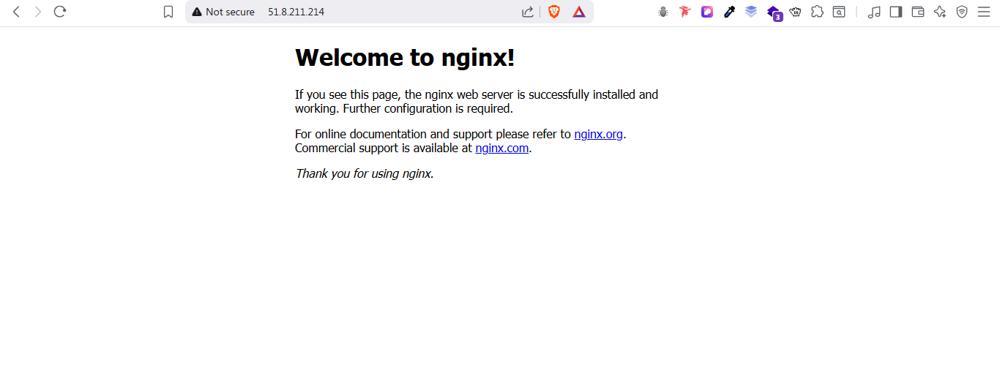 Not secure 51.8.211.214
3
Welcome to nginx!
If you see this page, the nginx web server is successfully installed and
working. Further configuration is required.
For online documentation and support please refer to nginx.org.
Commercial support is available at nginx.com.
Thank you for using nginx.